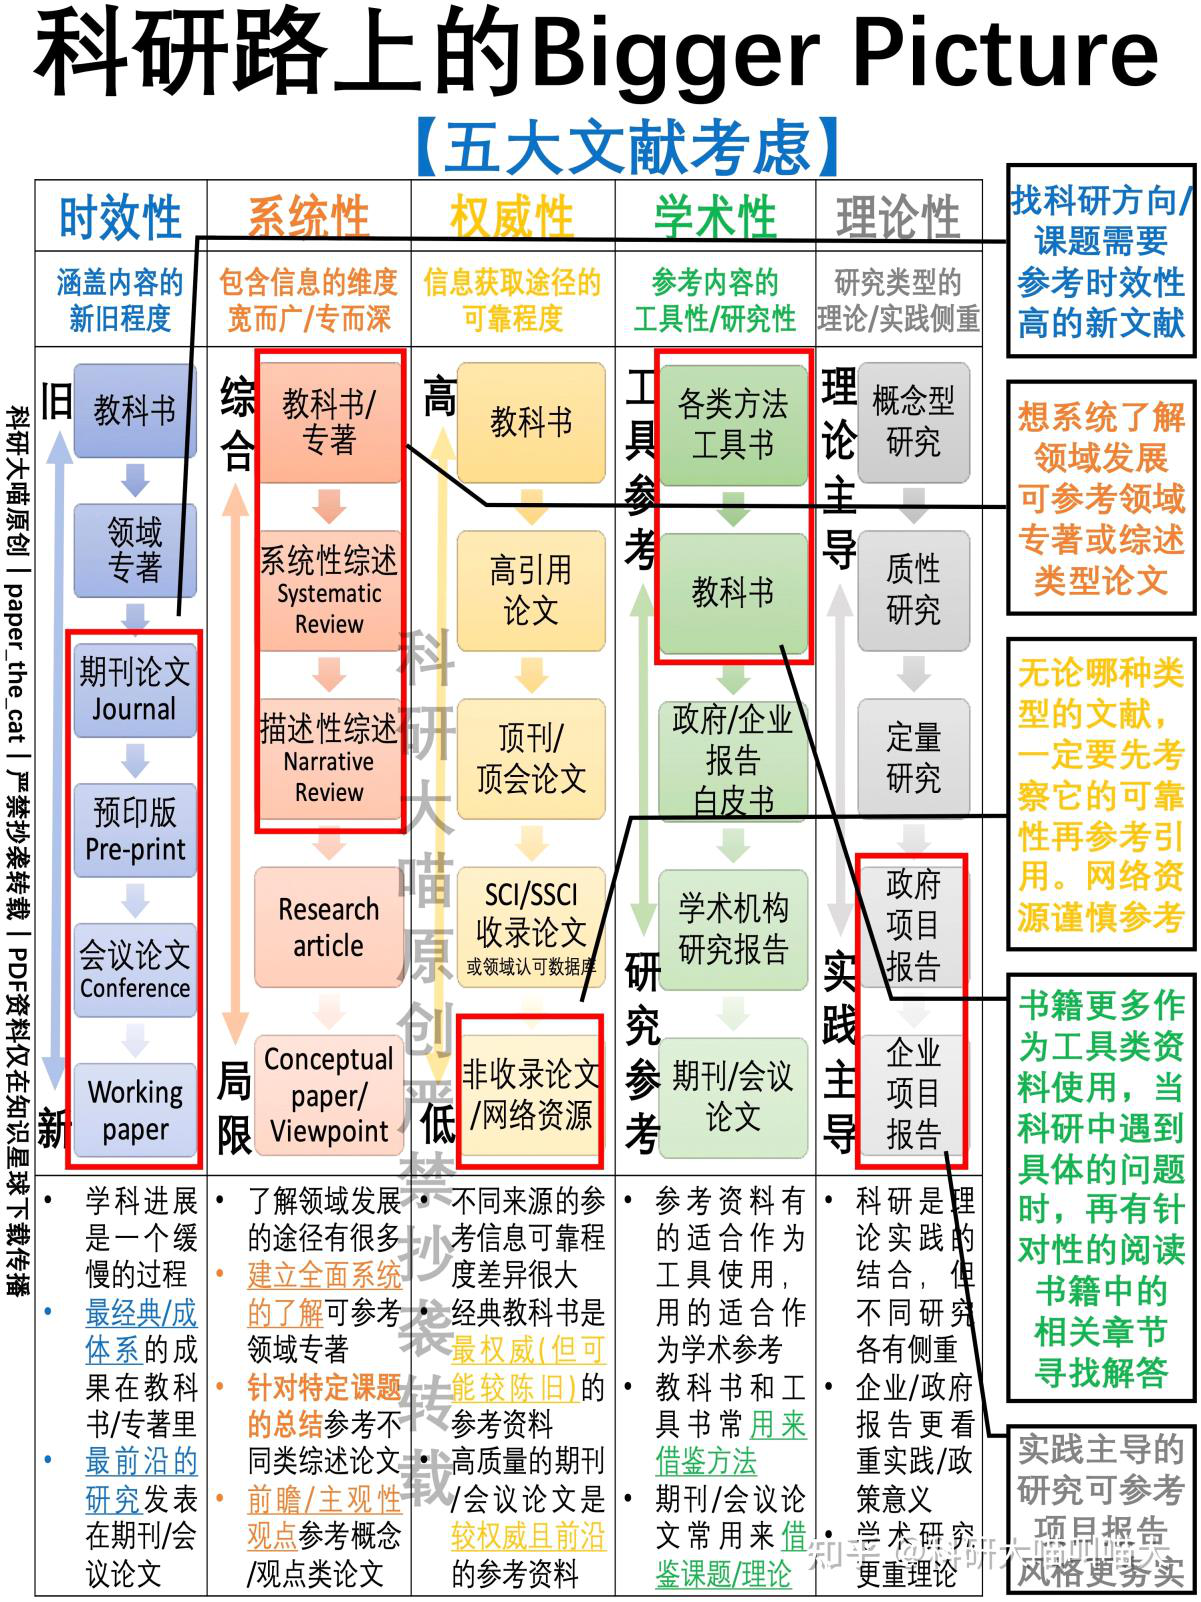 科研路上的Bigger Picture
【五大文献考虑】
时效性
系统性
权威性
学术性
理论性
涵盖内容的
新旧程度
包含信息的维度
宽而广/专而深
信息获取途径的
可靠程度
参考内容的
工具性/研究性
研究类型的
理论/实践侧重
旧
教科书
领域
专著
期刊论文
Journal
预印版
Pre-print
会议论文
Conference
Working
paper
新
综
合
教科书/
专著
系统性综述
Systematic
Review
描述性综述
Narrative
Review
Research
article
Conceptual
paper/
Viewpoint
局
限
高
教科书
高引用
论文
顶刊/
顶会论文
SCI/SSCI
收录论文
或领域认可数据库
非收录论文
/网络资源
低
工
具
参
考
各类方法
工具书
教科书
政府/企业
报告
白皮书
学术机构
研究报告
期刊/会议
论文
研
究
参
考
理
论
主
导
概念型
研究
质性
研究
定量
研究
政府
项目
报告
企业
项目
报告
实
践
主
导
• 学科进展
是一个缓
慢的过程
• 最经典/成
体系的成
果在教科
书/专著里
• 最前沿的
研究发表
在期刊/会
议论文
• 了解领域发展
的途径有很多
• 建立全面系统
的了解可参考
领域专著
• 针对特定课题
的总结参考不
同类综述论文
• 前瞻/主观性
观点参考概念
/观点类论文
• 不同来源的参
考信息可靠程
度差异很大
• 经典教科书是
最权威(但可
能较陈旧)的
参考资料
• 高质量的期刊
/会议论文是
较权威且前沿
的参考资料
• 参考资料有
的适合作为
工具使用，
用的适合作
为学术参考
• 教科书和工
具书常用来
借鉴方法
• 期刊/会议论
文常用来借
鉴课题/理论
• 科研是理
论实践的
结合，但
不同研究
各有侧重
• 企业/政府
报告更看
重实践/政
策意义
• 学术研究
更重理论
找科研方向/
课题需要
参考时效性
高的新文献
想系统了解
领域发展
可参考领域
专著或综述
类型论文
无论哪种类
型的文献，
一定要先考
察它的可靠
性再参考引
用。网络资
源谨慎参考
书籍更多作
为工具类资
料使用，当
科研中遇到
具体的问题
时，再有针
对性的阅读
书籍中的
相关章节
寻找解答
实践主导的
研究可参考
项目报告
风格更务实
科研大喵原创 | paper_the_cat | 严禁抄袭转载 | PDF资料仅在知识星球下载传播
科研大喵原创严禁抄袭转载
知乎 @科研大喵叫喵大